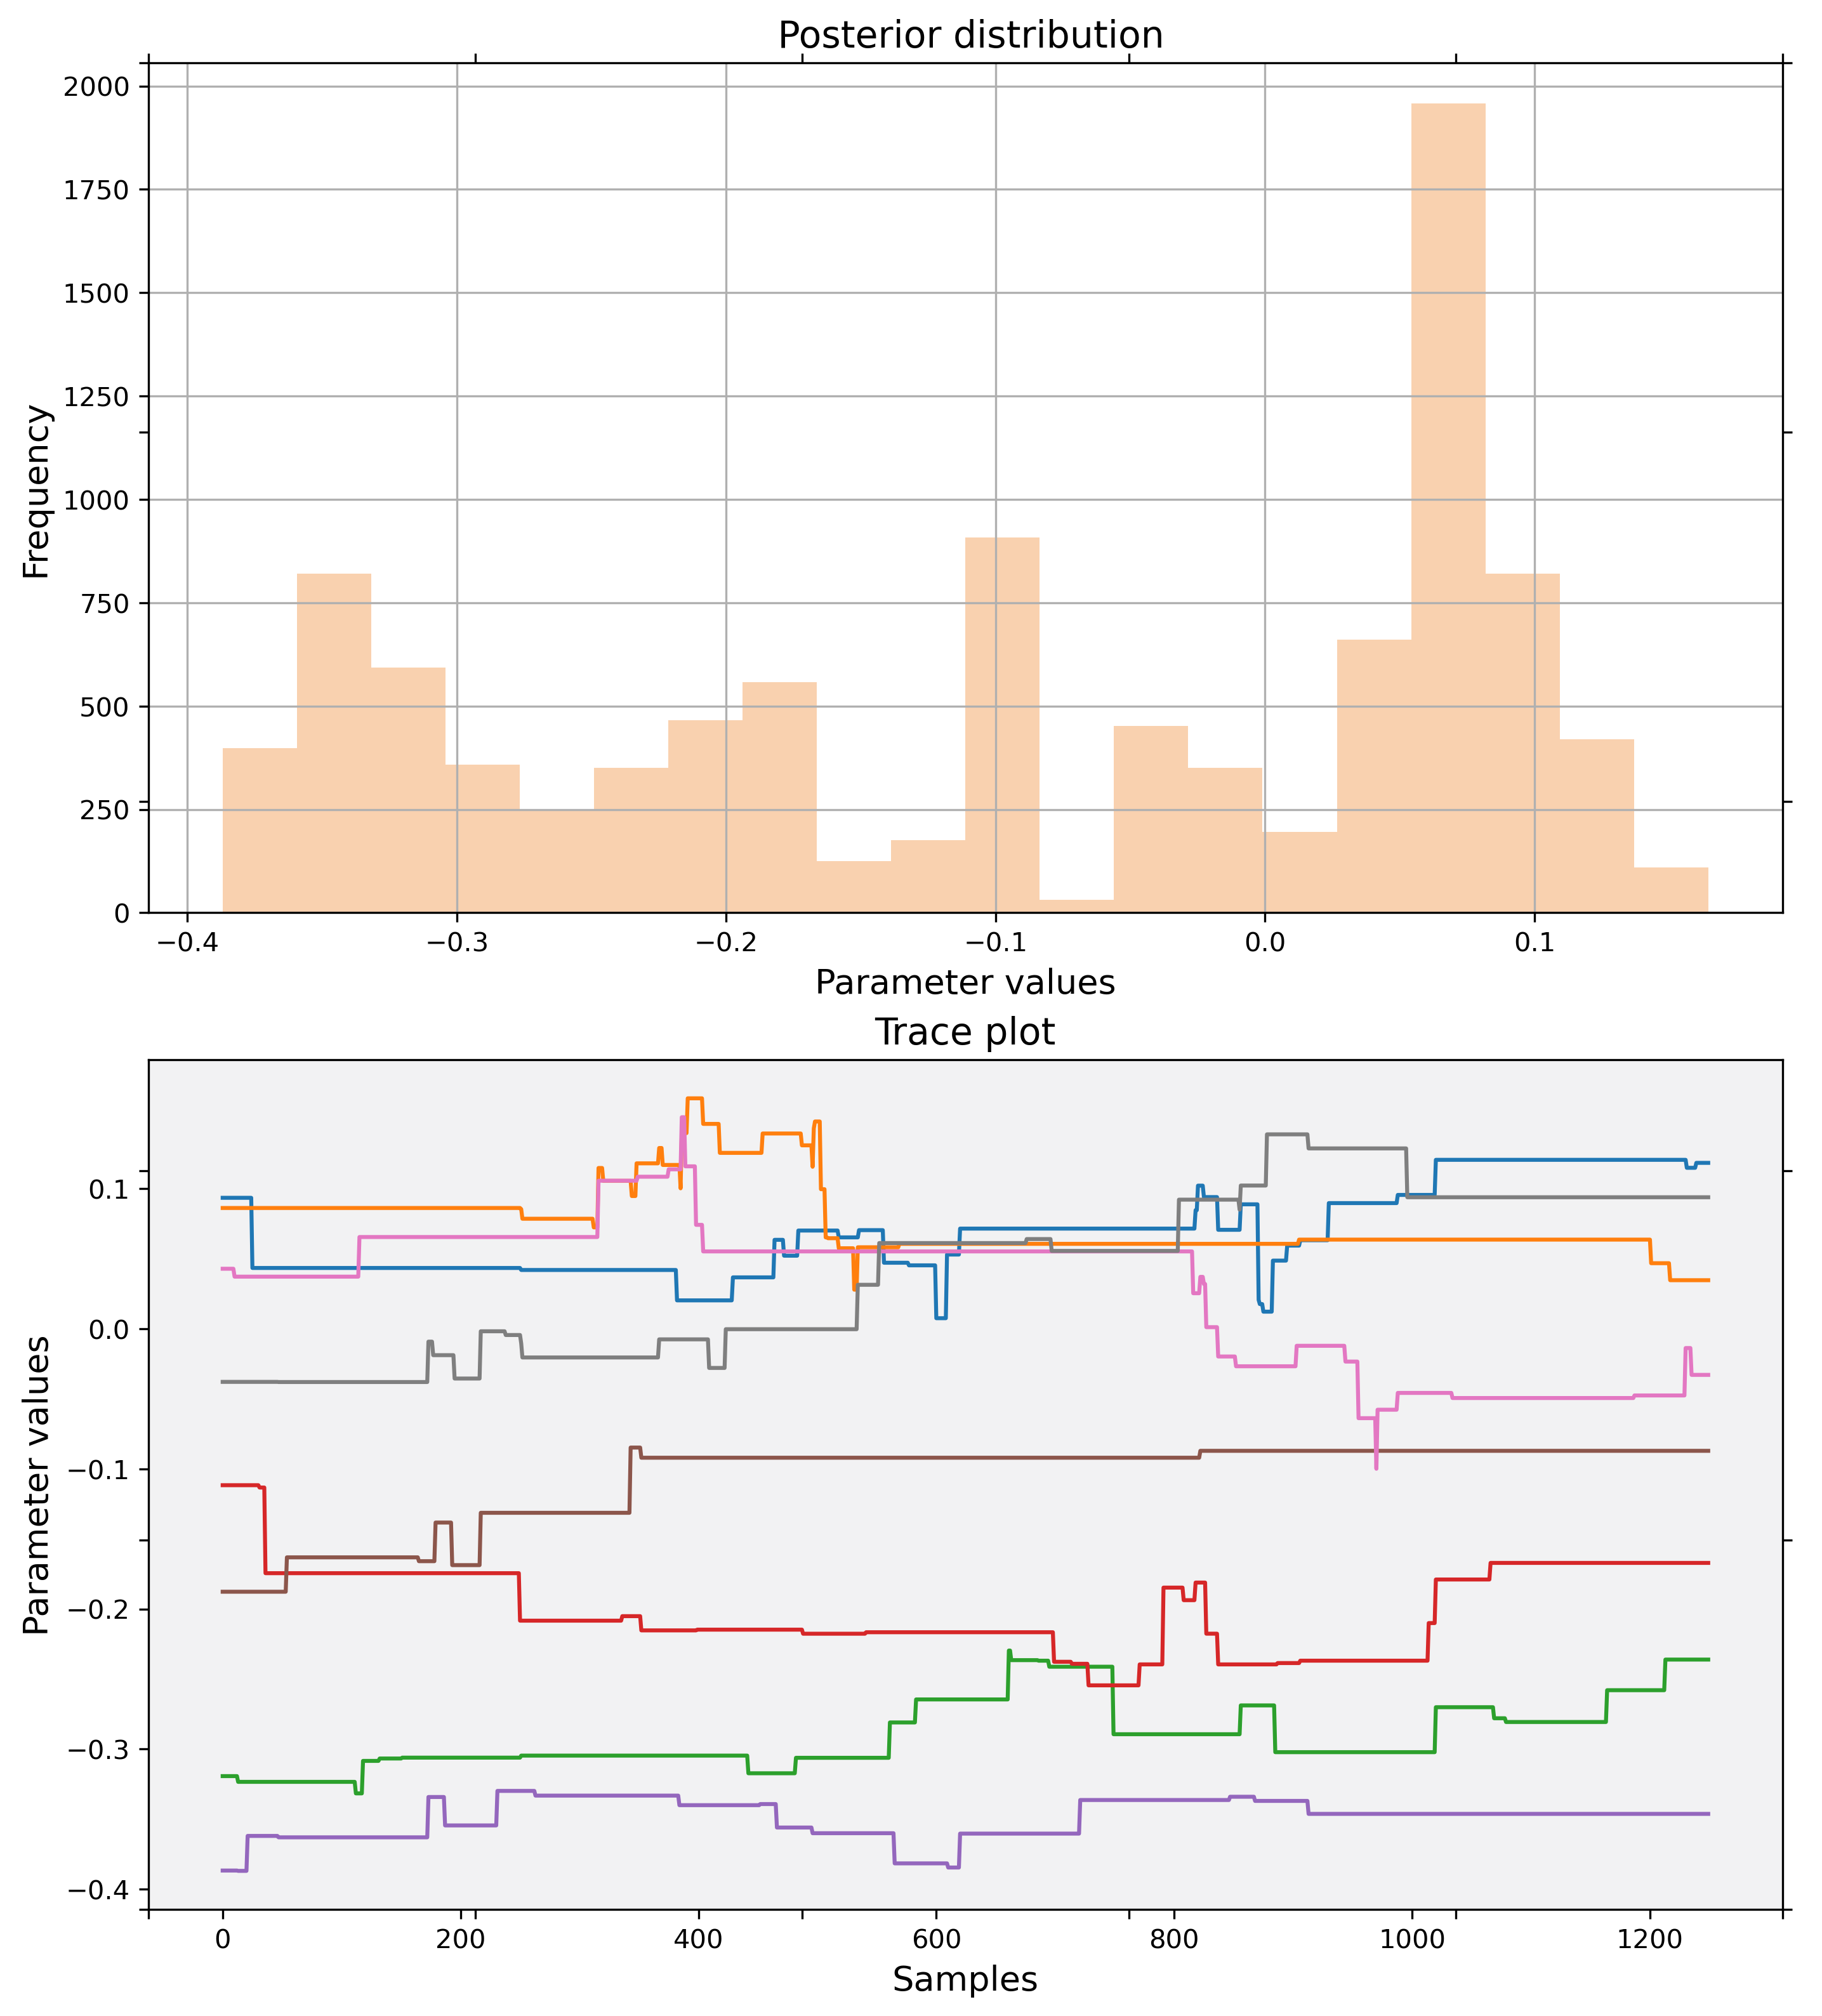 Posterior distribution
2000
1750
1500
1250
1000
750
500
250
0
Frequency
−0.4 −0.3 −0.2 −0.1 0.0 0.1
Parameter values
Trace plot
0.1
0.0
−0.1
−0.2
−0.3
−0.4
Parameter values
0 200 400 600 800 1000 1200
Samples